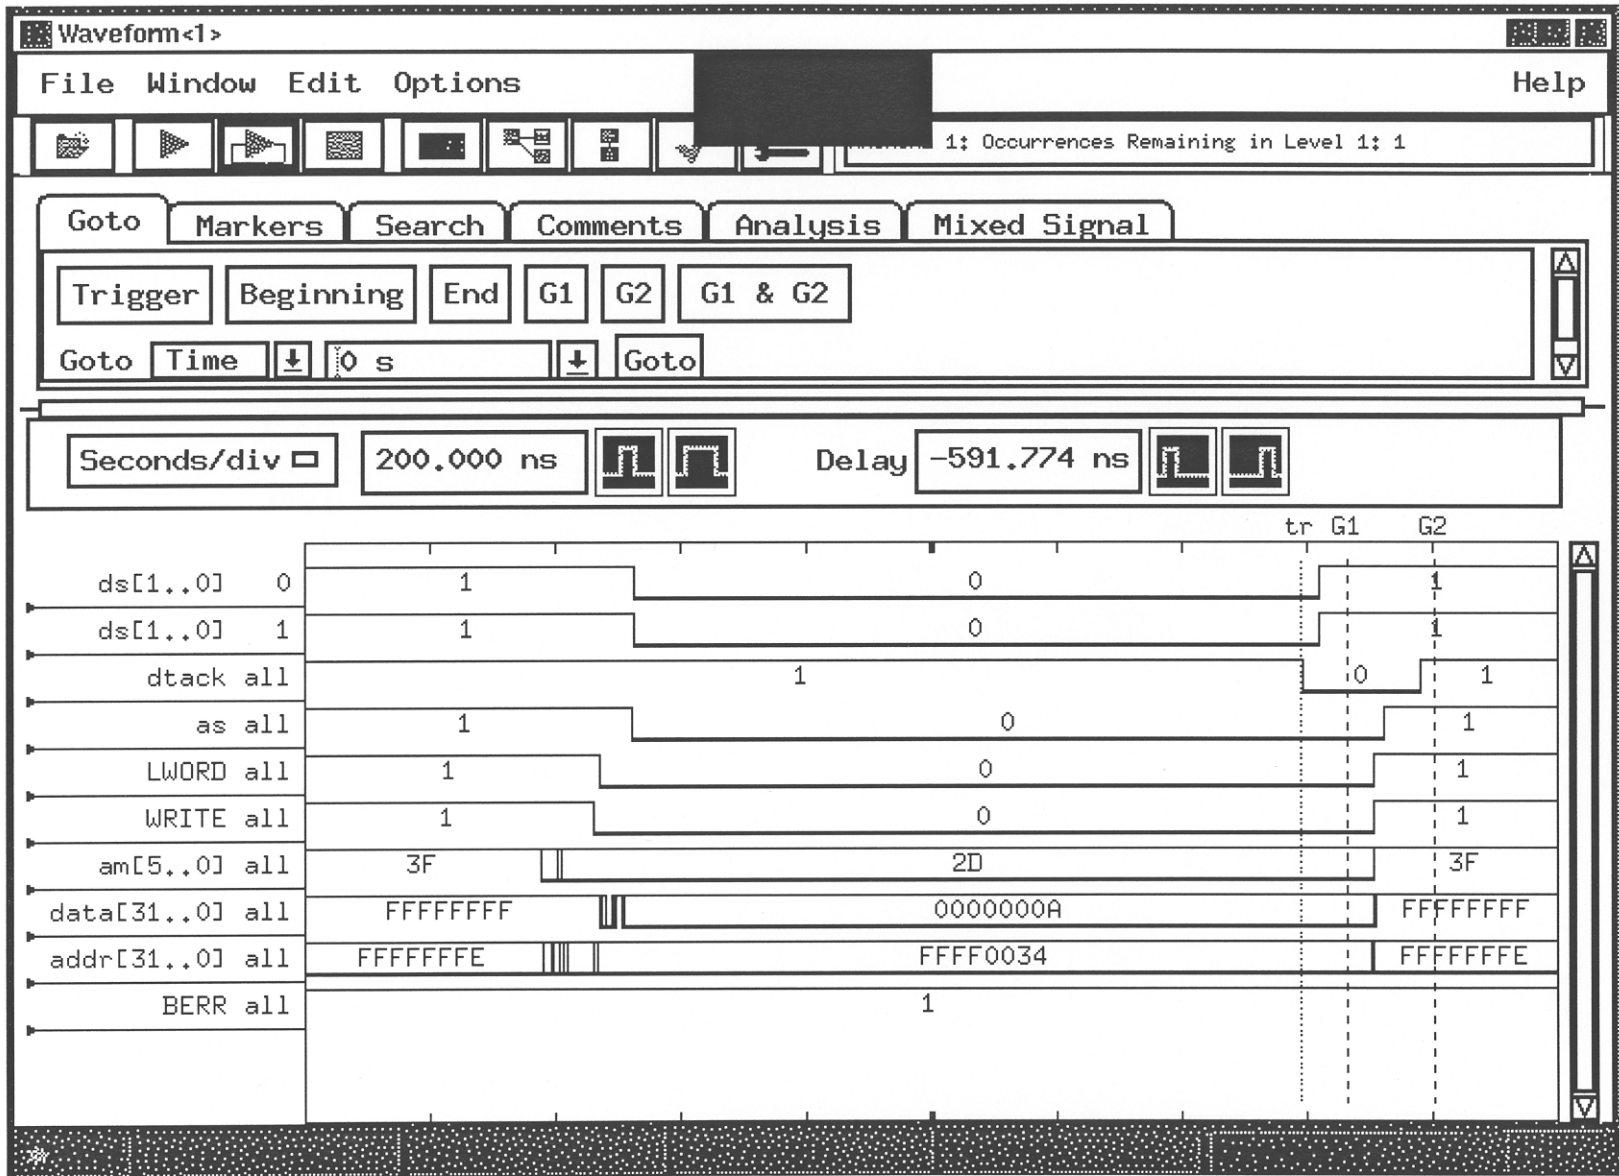 Waveform<1>
File Window Edit Options Help
1: Occurrences Remaining in Level 1: 1
Goto Markers Search Comments Analysis Mixed Signal
Trigger Beginning End G1 G2 G1 & G2
Goto Time 0 s Goto
Seconds/div 200.000 ns Delay -591.774 ns
tr G1 G2
ds[1..0] 0 1 0 1
ds[1..0] 1 1 0 1
dtack all 1 0 1
as all 1 0 1
LWORD all 1 0 1
WRITE all 1 0 1
am[5..0] all 3F 2D 3F
data[31..0] all FFFFFFFF 0000000A FFFFFFFF
addr[31..0] all FFFFFFFE FFFF0034 FFFFFFFE
BERR all 1